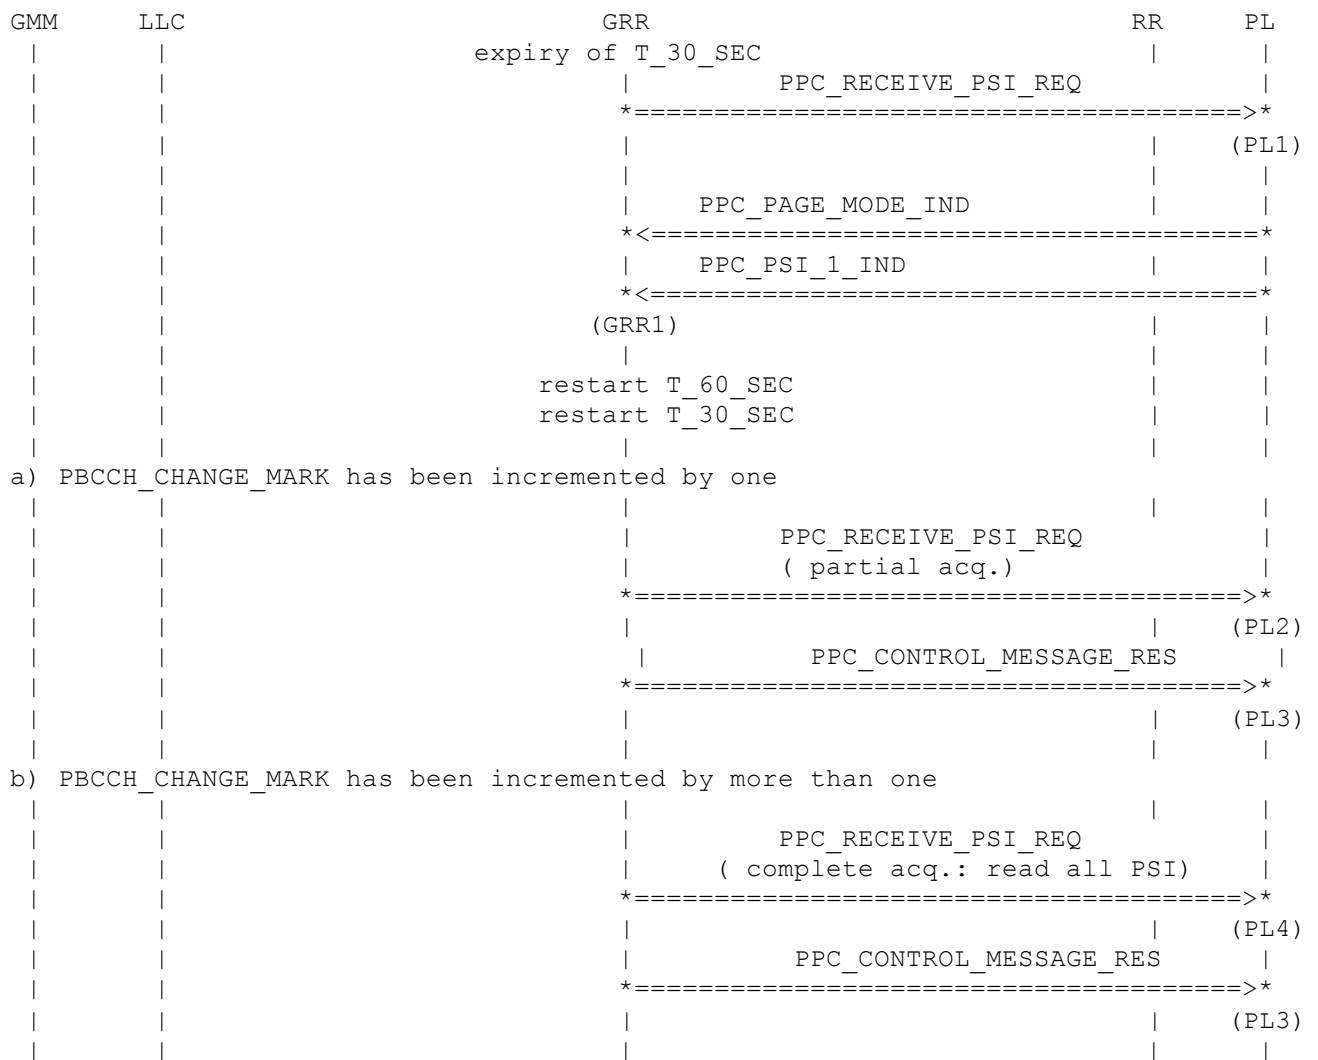 GMM LLC GRR RR PL
| | expiry of T_30_SEC | |
| | | PPC_RECEIVE_PSI_REQ |
| | *======================================>*
| | | | (PL1)
| | | | |
| | | PPC_PAGE_MODE_IND | |
| | *<======================================*
| | | PPC_PSI_1_IND | |
| | *<======================================*
| | (GRR1) | |
| | | | |
| | restart T_60_SEC | |
| | restart T_30_SEC | |
| | | | |
a) PBCCH_CHANGE_MARK has been incremented by one
| | | | |
| | | PPC_RECEIVE_PSI_REQ |
| | | ( partial acq.) |
| | *======================================>*
| | | | (PL2)
| | | PPC_CONTROL_MESSAGE_RES |
| | *======================================>*
| | | | (PL3)
| | | | |
b) PBCCH_CHANGE_MARK has been incremented by more than one
| | | | |
| | | PPC_RECEIVE_PSI_REQ |
| | | ( complete acq.: read all PSI) |
| | *======================================>*
| | | | (PL4)
| | | PPC_CONTROL_MESSAGE_RES |
| | *======================================>*
| | | | (PL3)
| | | | |